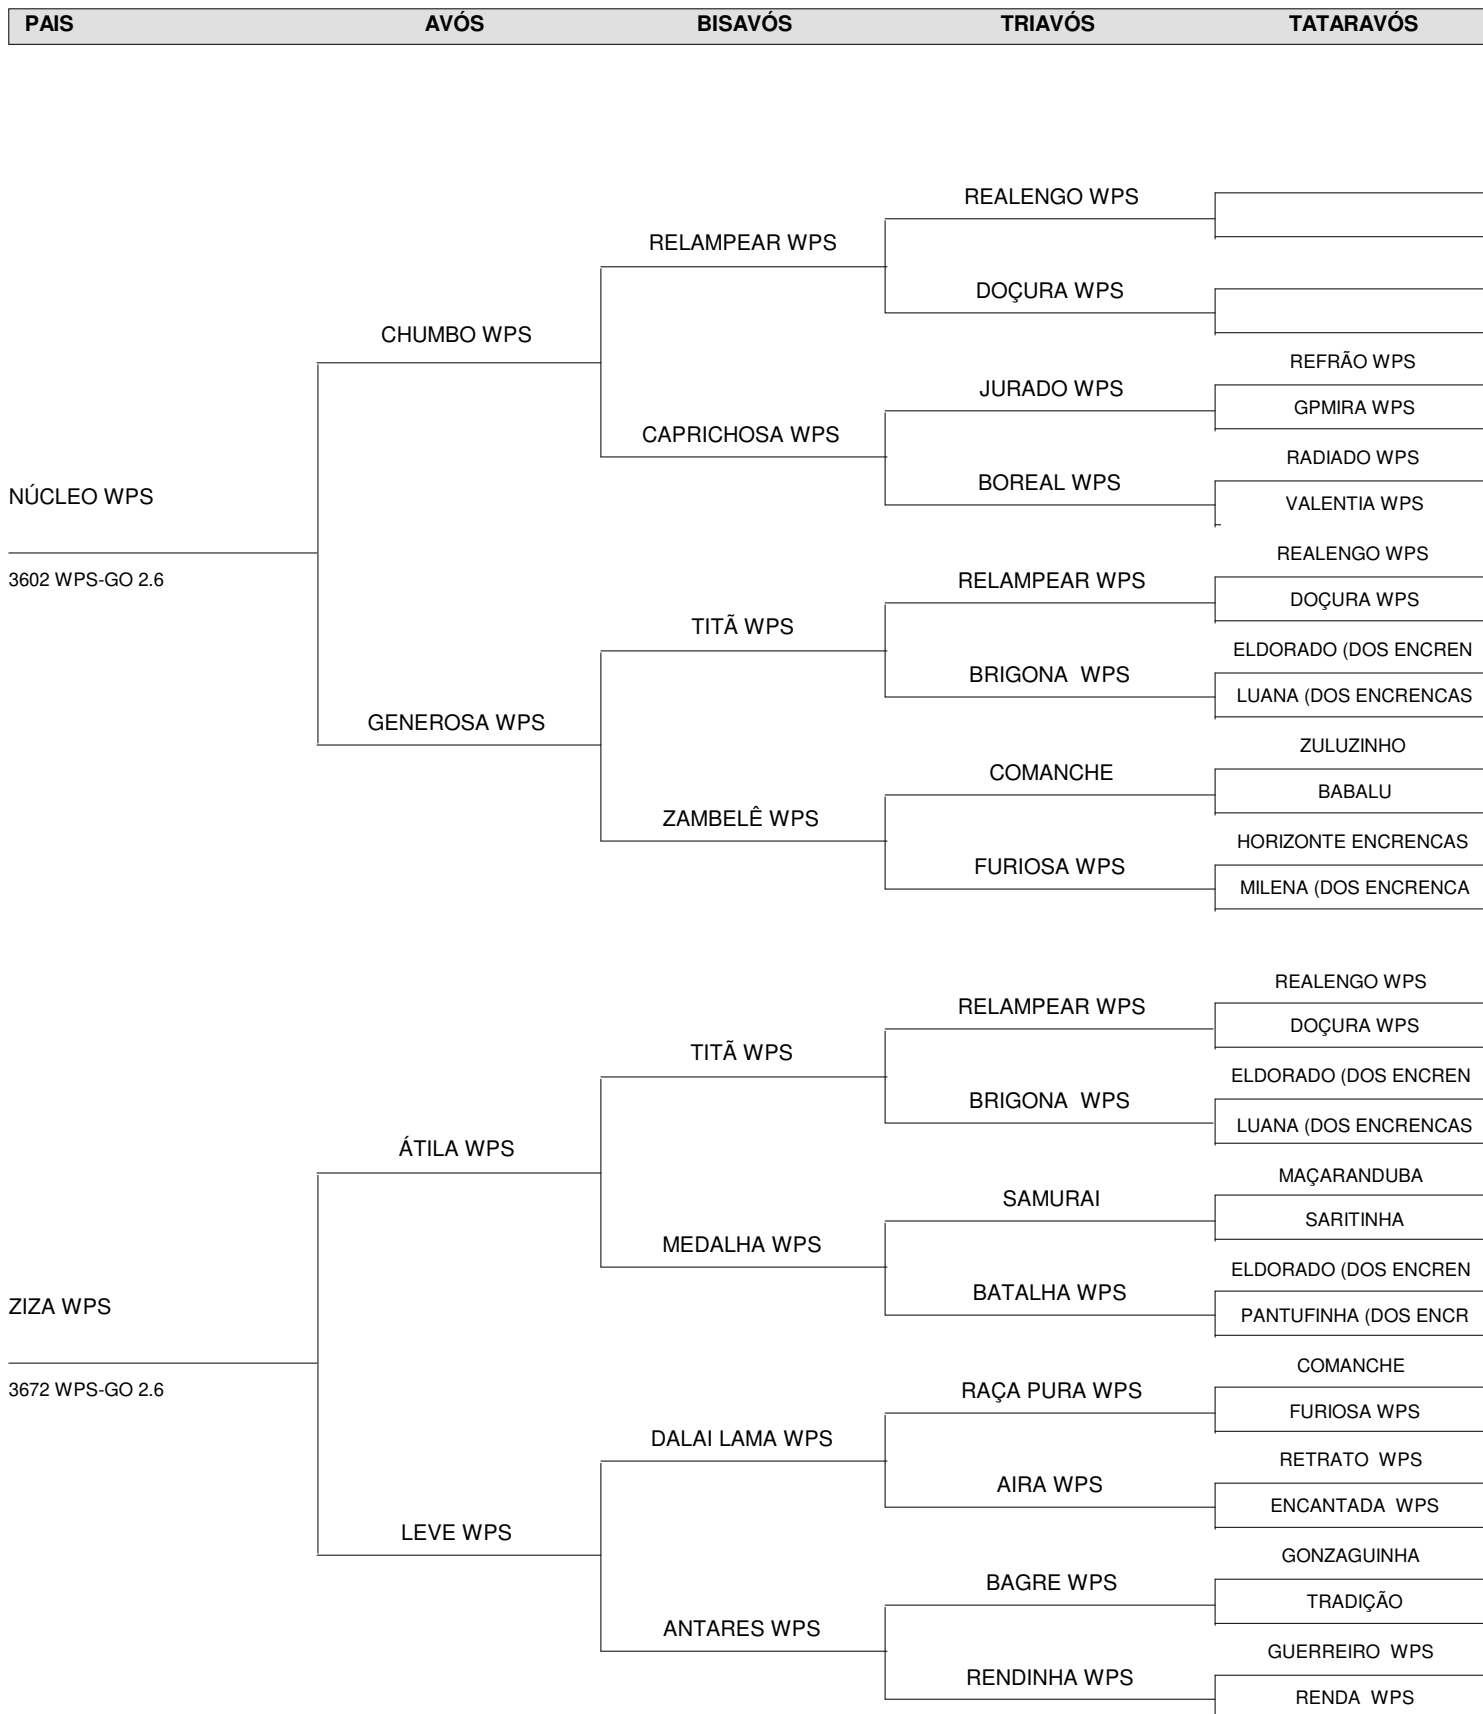 PAIS AVÓS BISAVÓS TRIAVÓS TATARAVÓS
REALENGO WPS
RELAMPEAR WPS
DOÇURA WPS
CHUMBO WPS
REFRÃO WPS
JURADO WPS
GPMIRA WPS
CAPRICHOSA WPS
RADIADO WPS
BOREAL WPS
NÚCLEO WPS
VALENTIA WPS
REALENGO WPS
3602 WPS-GO 2.6
RELAMPEAR WPS
DOÇURA WPS
TITÃ WPS
ELDORADO (DOS ENCREN
BRIGONA WPS
LUANA (DOS ENCRENCAS
GENEROSA WPS
ZULUZINHO
COMANCHE
BABALU
ZAMBELÊ WPS
HORIZONTE ENCRENCAS
FURIOSA WPS
MILENA (DOS ENCRENCA
REALENGO WPS
RELAMPEAR WPS
DOÇURA WPS
TITÃ WPS
ELDORADO (DOS ENCREN
BRIGONA WPS
LUANA (DOS ENCRENCAS
ÁTILA WPS
MAÇARANDUBA
SAMURAI
SARITINHA
MEDALHA WPS
ELDORADO (DOS ENCREN
BATALHA WPS
ZIZA WPS
PANTUFINHA (DOS ENCR
COMANCHE
3672 WPS-GO 2.6
RAÇA PURA WPS
FURIOSA WPS
DALAI LAMA WPS
RETRATO WPS
AIRA WPS
ENCANTADA WPS
LEVE WPS
GONZAGUINHA
BAGRE WPS
TRADIÇÃO
ANTARES WPS
GUERREIRO WPS
RENDINHA WPS
RENDA WPS